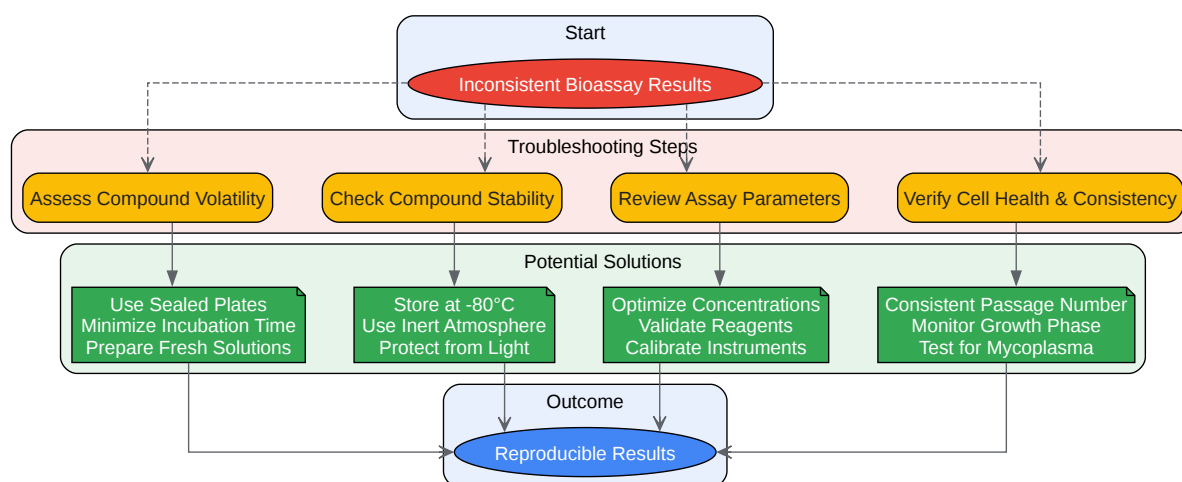 Start
Inconsistent Bioassay Results
Troubleshooting Steps
Assess Compound Volatility
Check Compound Stability
Review Assay Parameters
Verify Cell Health & Consistency
Potential Solutions
Use Sealed Plates
Minimize Incubation Time
Prepare Fresh Solutions
Store at -80°C
Use Inert Atmosphere
Protect from Light
Optimize Concentrations
Validate Reagents
Calibrate Instruments
Consistent Passage Number
Monitor Growth Phase
Test for Mycoplasma
Outcome
Reproducible Results